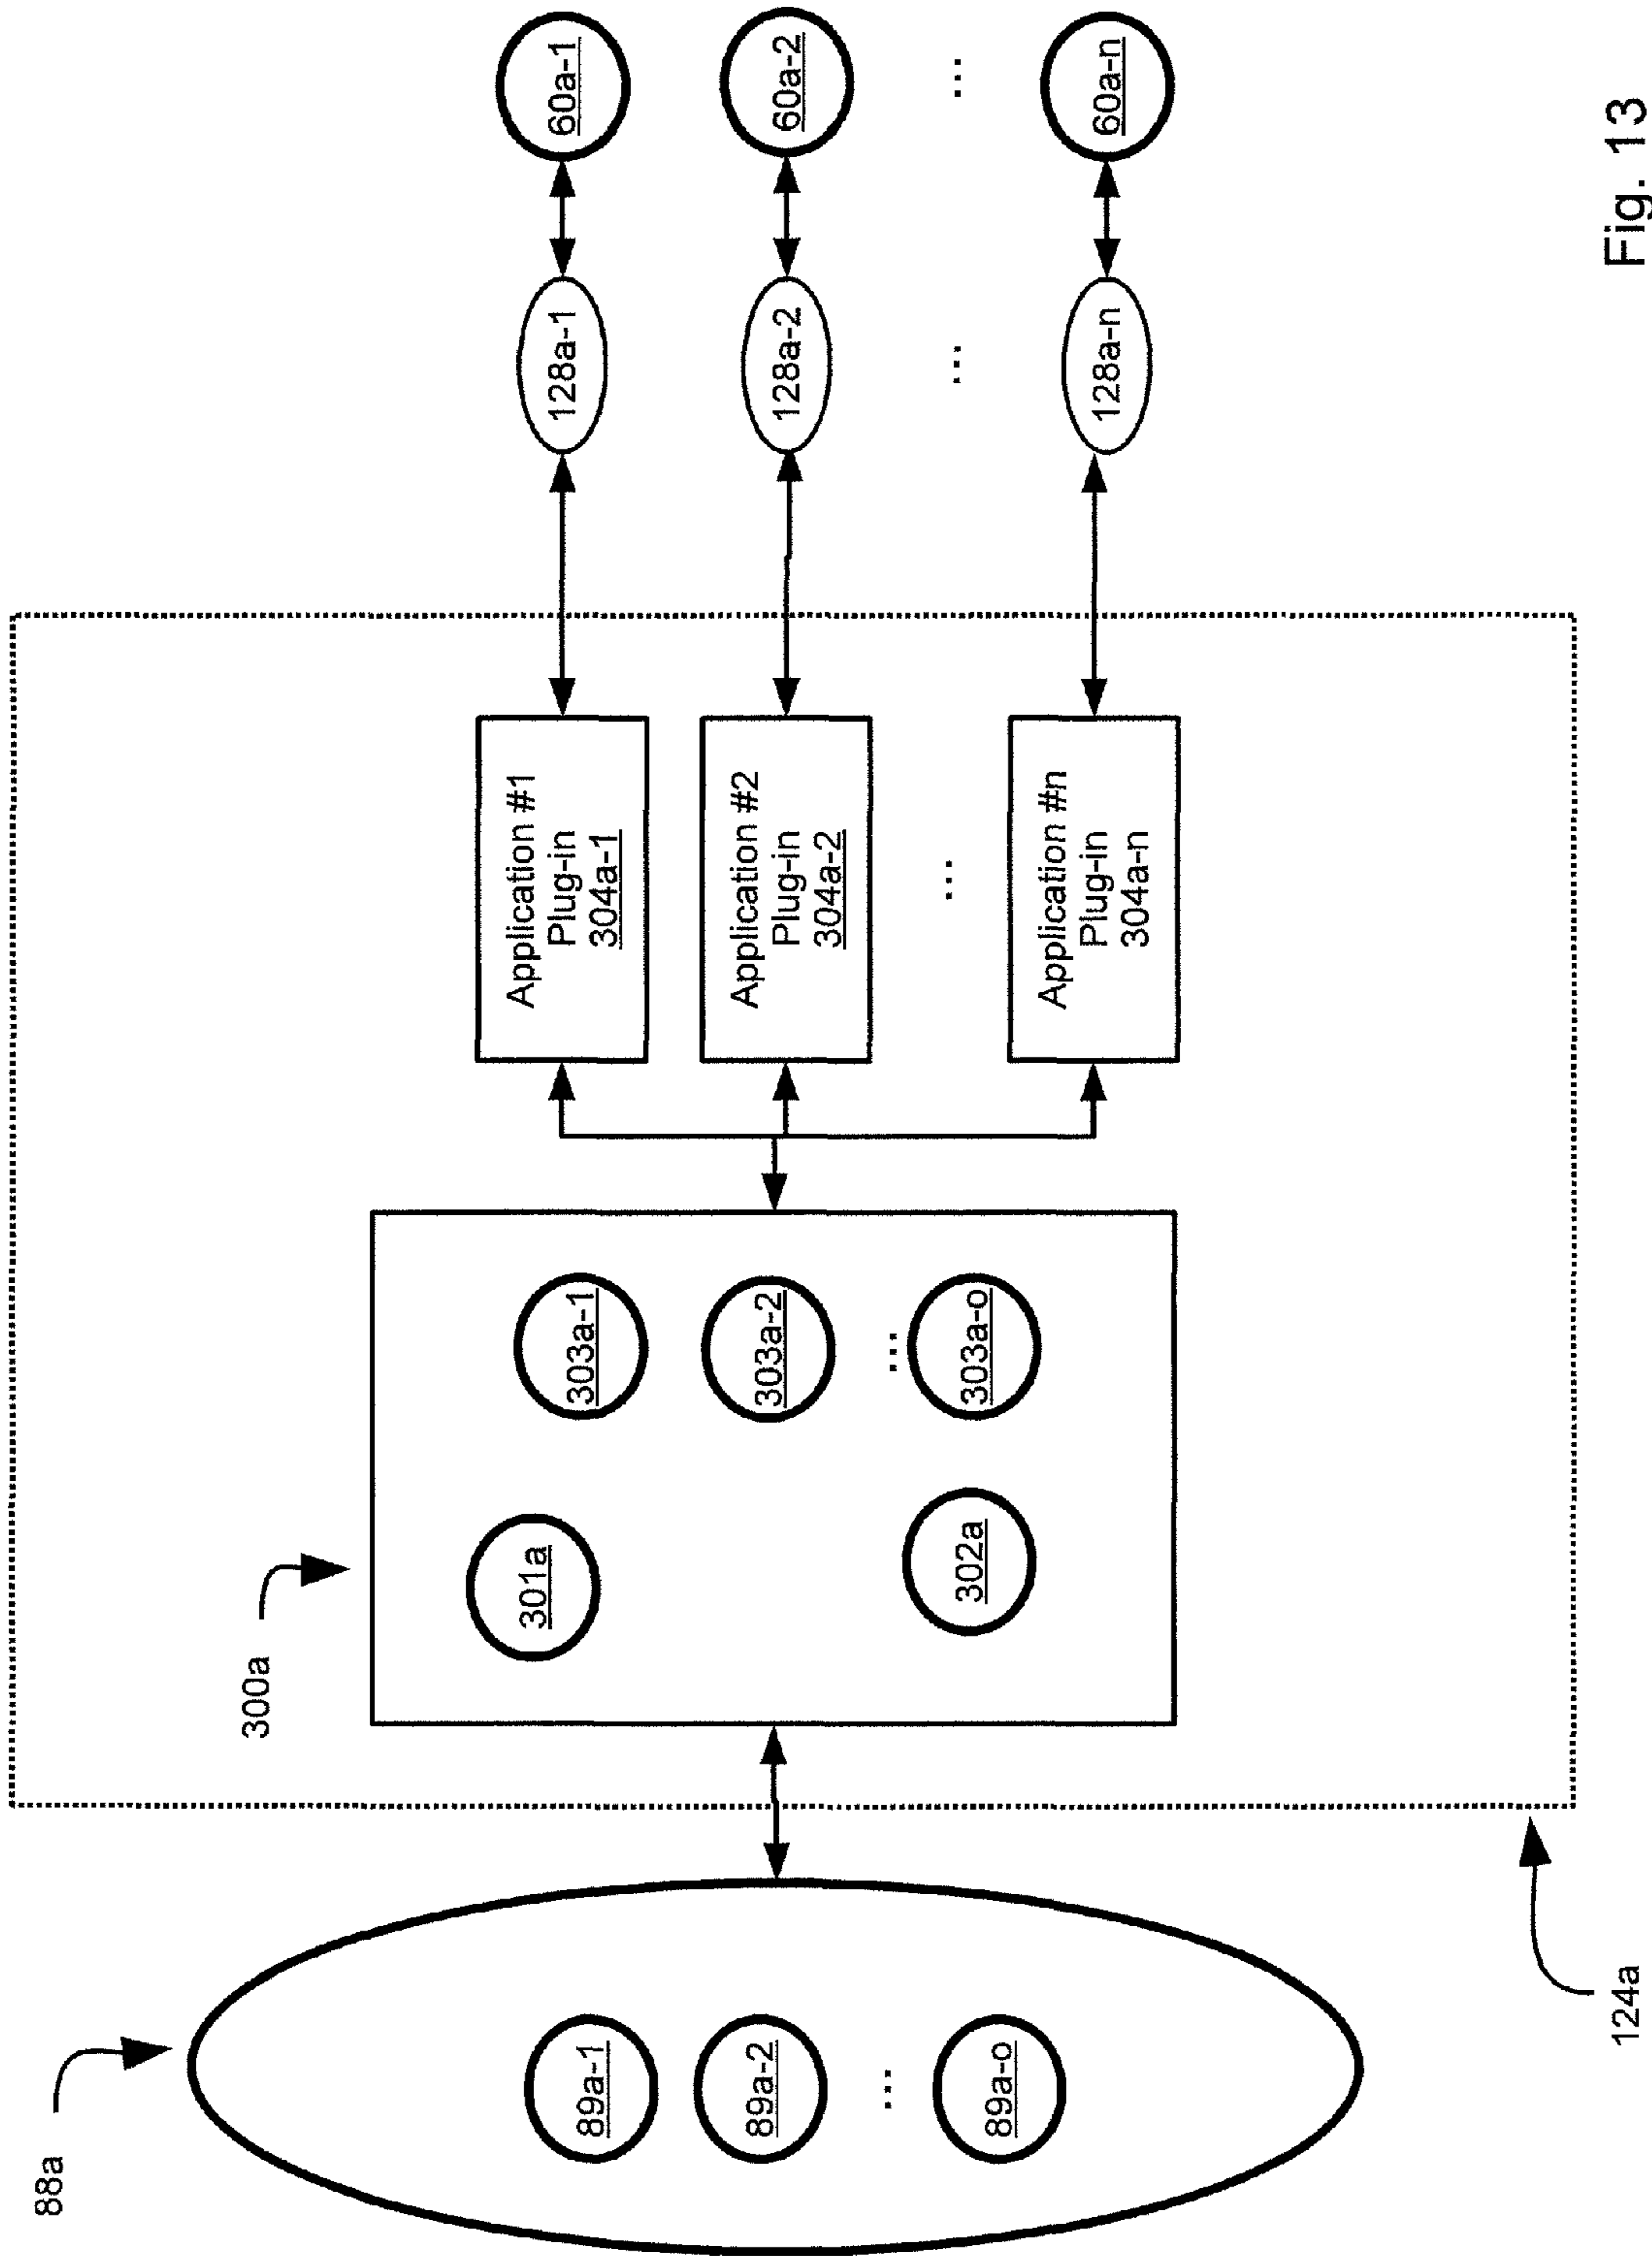 88a
89a-1
89a-2
...
89a-o
124a
300a
301a
302a
303a-1
303a-2
...
303a-o
Application #1
Plug-in
304a-1
Application #2
Plug-in
304a-2
...
Application #n
Plug-in
304a-n
128a-1
128a-2
...
128a-n
60a-1
60a-2
...
60a-n
Fig. 13